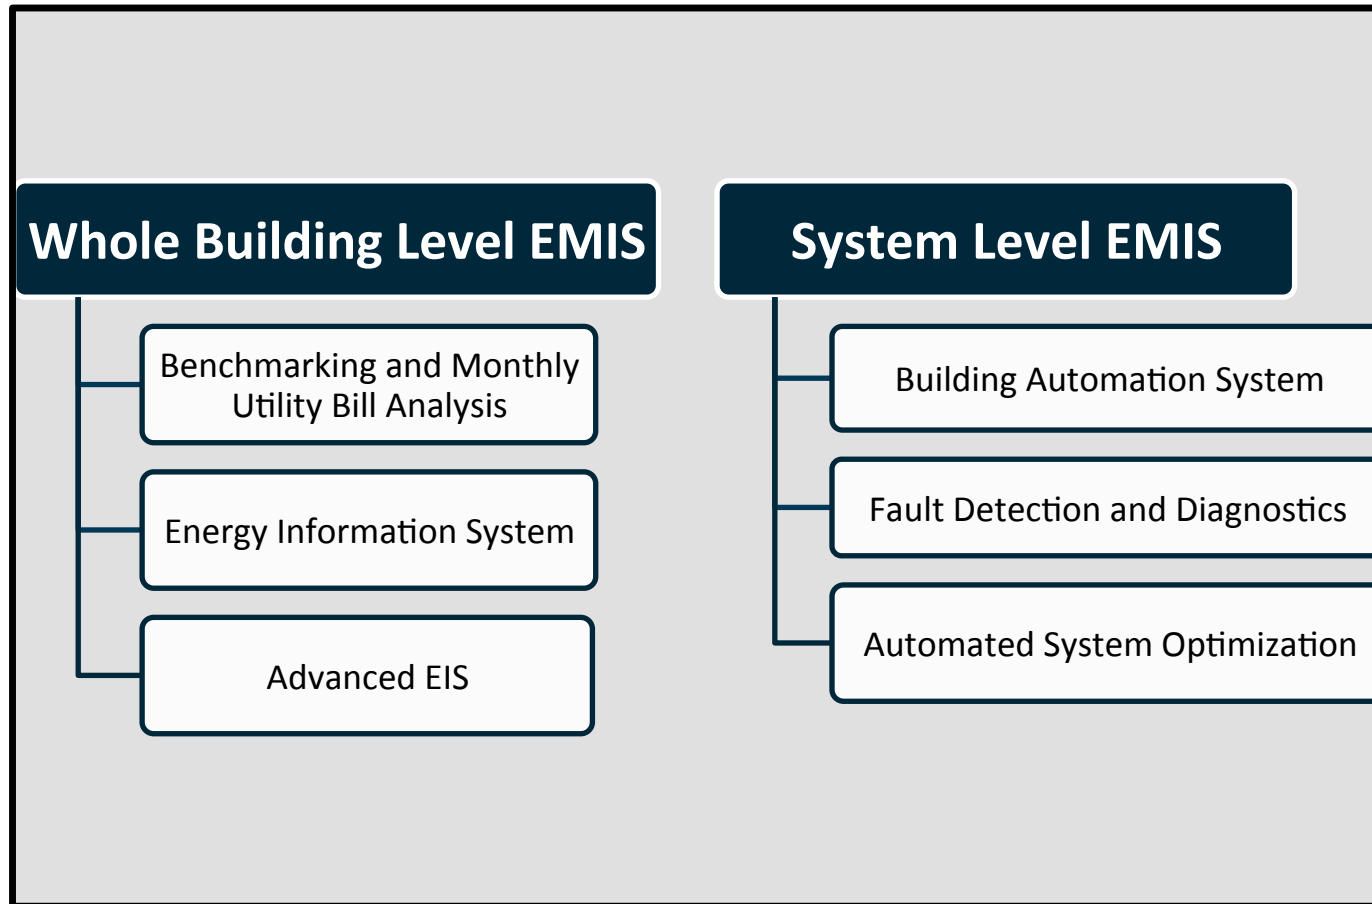 Whole Building Level EMIS
Benchmarking and Monthly
Utility Bill Analysis
Energy Information System
Advanced EIS
System Level EMIS
Building Automation System
Fault Detection and Diagnostics
Automated System Optimization